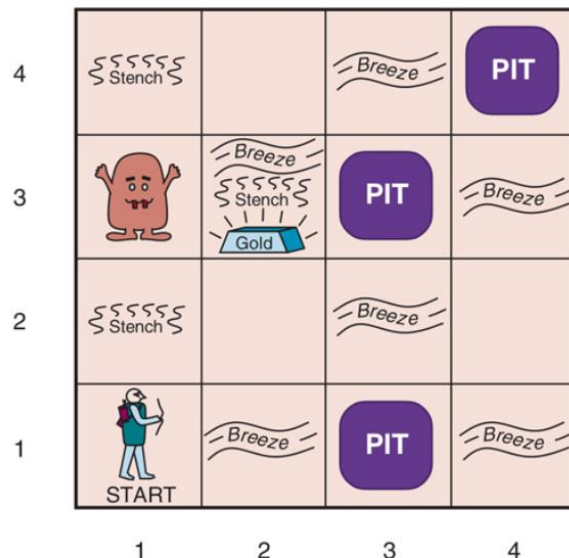 4
Stench
Breeze
PIT
3
Breeze
Stench
Gold
PIT
Breeze
2
Stench
Breeze
1
START
Breeze
PIT
Breeze
1 2 3 4